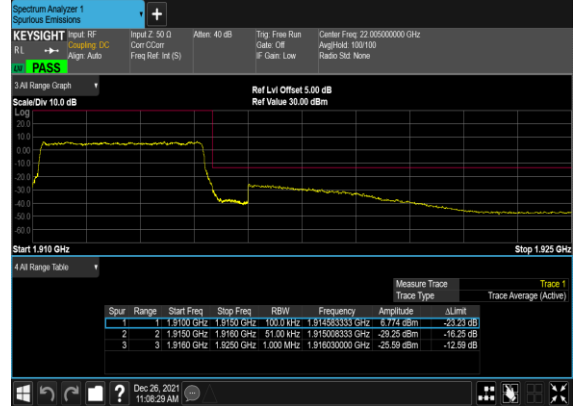 Spectrum Analyzer 1
Spurious Emissions
KEYSIGHT Input: RF Input Z: 50 Ω Atten: 40 dB Trig: Free Run Center Freq: 22.005000000 GHz
RL Coupling: DC Corr CCorr Gate: Off Avg|Hold: 100/100
Align: Auto Freq Ref: Int (S) IF Gain: Low Radio Std: None
PASS
3 All Range Graph Ref Lvl Offset 5.00 dB
Scale/Div 10.0 dB Ref Value 30.00 dBm
Log
20.0
10.0
0.00
-10.0
-20.0
-30.0
-40.0
-50.0
-60.0
Start 1.910 GHz Stop 1.925 GHz
4 All Range Table
Measure Trace Trace 1
Trace Type Trace Average (Active)
Spur Range Start Freq Stop Freq RBW Frequency Amplitude ΔLimit
1 1 1.9100 GHz 1.9150 GHz 100.0 kHz 1.914583333 GHz 6.774 dBm -23.23 dB
2 2 1.9150 GHz 1.9160 GHz 51.00 kHz 1.915008333 GHz -29.25 dBm -16.25 dB
3 3 1.9160 GHz 1.9250 GHz 1.000 MHz 1.916030000 GHz -25.59 dBm -12.59 dB
? Dec 26, 2021
11:08:29 AM